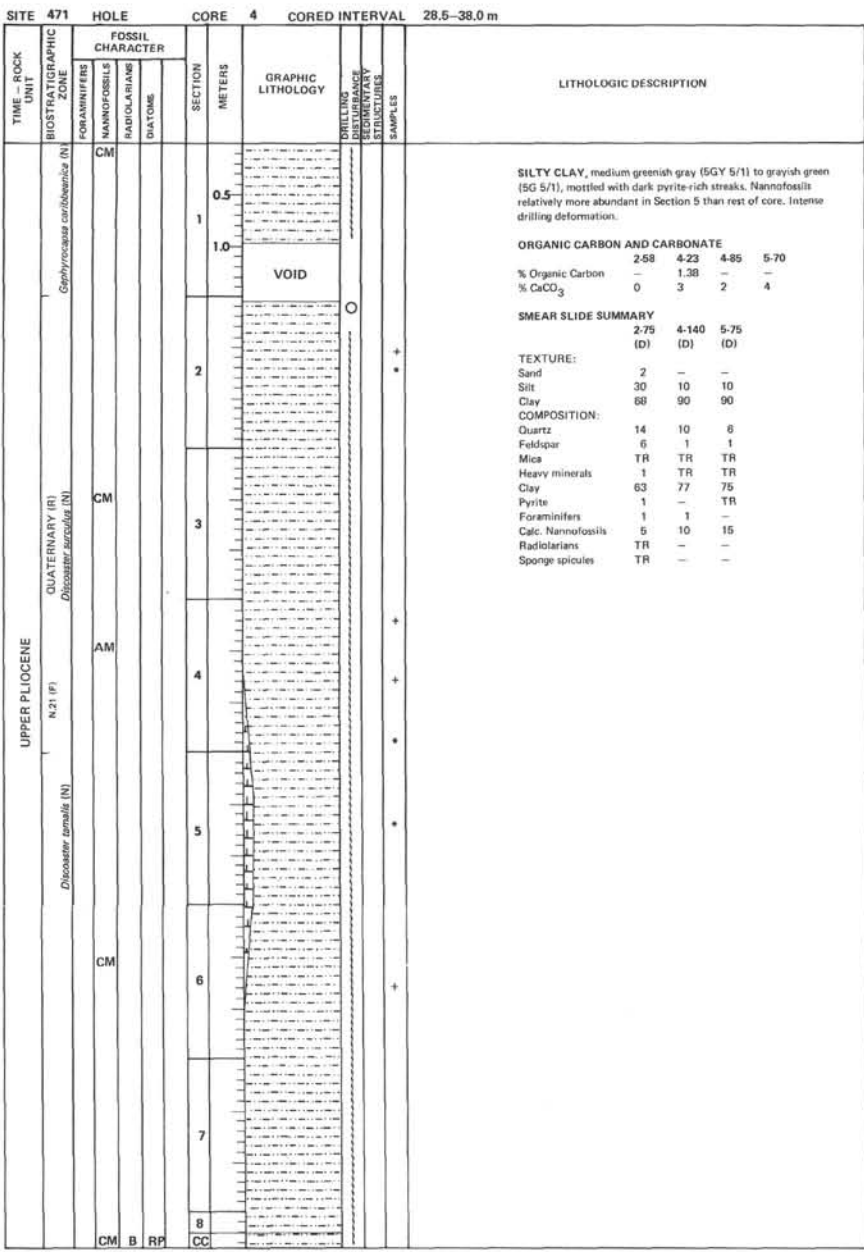 SITE 471 HOLE CORE 4 CORED INTERVAL 28.5–38.0 m
TIME – ROCK UNIT
BIOSTRATIGRAPHIC ZONE
FOSSIL CHARACTER
FORAMINIFERS
NANNOFOSSILS
RADIOLARIANS
DIATOMS
SECTION
METERS
GRAPHIC LITHOLOGY
DRILLING DISTURBANCE
SEDIMENTARY STRUCTURES
SAMPLES
LITHOLOGIC DESCRIPTION
UPPER PLIOCENE
Gephyrocapsa caribbeanica (N)
QUATERNARY (R)
Discoaster surculus (N)
N.21 (F)
Discoaster tamalis (N)
CM
CM
AM
CM
CM B RP
1
0.5
1.0
VOID
2
3
4
5
6
7
8
CC
+
*
+
+
*
*
+
SILTY CLAY, medium greenish gray (5GY 5/1) to grayish green
(5G 5/1), mottled with dark pyrite-rich streaks. Nannofossils
relatively more abundant in Section 5 than rest of core. Intense
drilling deformation.
ORGANIC CARBON AND CARBONATE
2-58 4-23 4-85 5-70
% Organic Carbon – 1.38 – –
% CaCO3 0 3 2 4
SMEAR SLIDE SUMMARY
2-75 4-140 5-75
(D) (D) (D)
TEXTURE:
Sand 2 – –
Silt 30 10 10
Clay 68 90 90
COMPOSITION:
Quartz 14 10 6
Feldspar 6 1 1
Mica TR TR TR
Heavy minerals 1 TR TR
Clay 63 77 75
Pyrite 1 – TR
Foraminifers 1 1 –
Calc. Nannofossils 5 10 15
Radiolarians TR – –
Sponge spicules TR – –